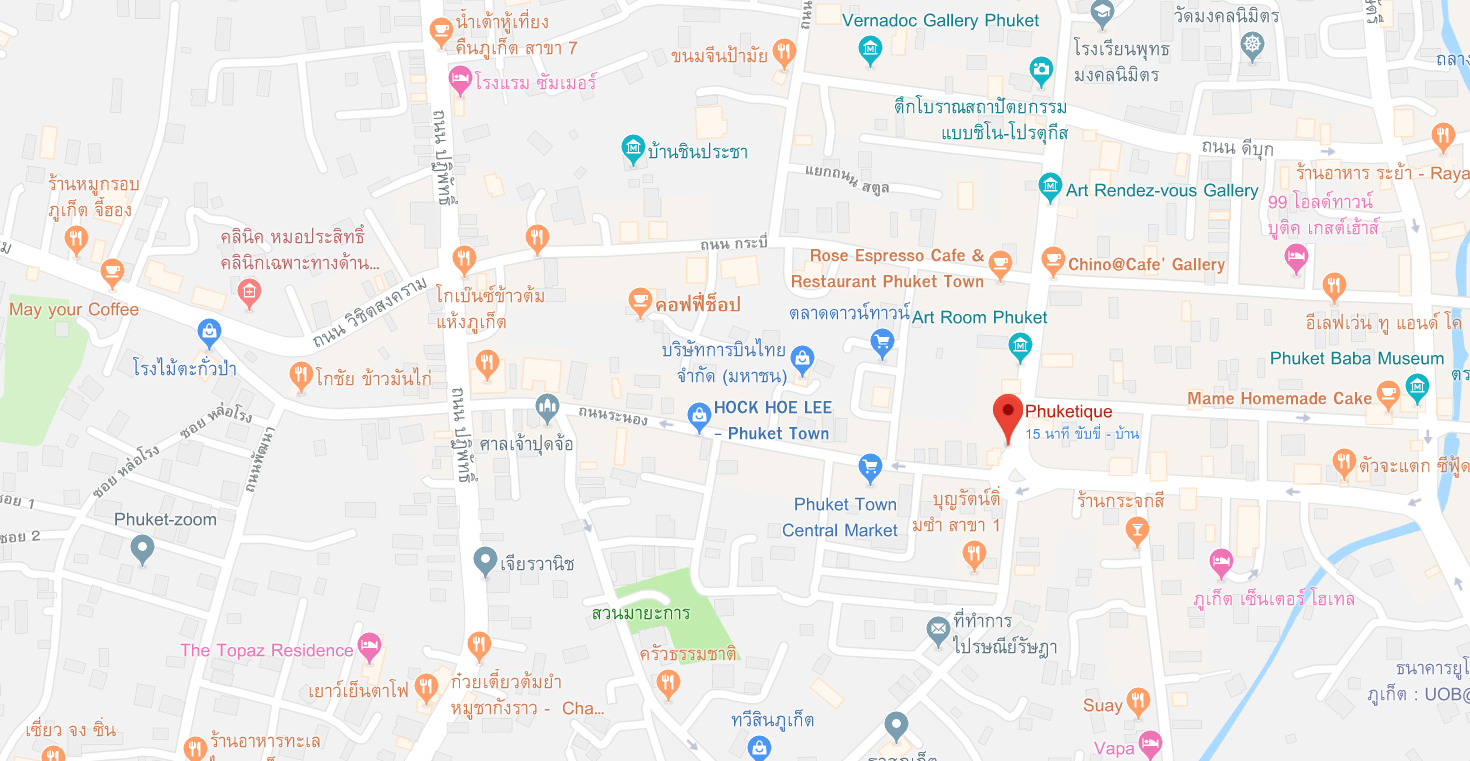 น้ำเต้าหู้เที่ยง
คืนภูเก็ต สาขา 7
โรงแรม ซัมเมอร์
ขนมจีนป้ามัย
Vernadoc Gallery Phuket
โรงเรียนพุทธ
มงคลนิมิตร
วัดมงคลนิมิตร
ตึกโบราณสถาปัตยกรรม
แบบชิโน-โปรตุกีส
ถนน ดีบุก
ร้านอาหาร ระย้า - Raya
ถนน ปฏิพัทธิ์
บ้านชินประชา
แยกถนน สตูล
Art Rendez-vous Gallery
99 โอลด์ทาวน์
บูติค เกสต์เฮ้าส์
ร้านหมูกรอบ
ภูเก็ต จี้ฮอง
คลินิค หมอประสิทธิ์
คลินิกเฉพาะทางด้าน...
ถนน กระบี่
Rose Espresso Cafe &
Restaurant Phuket Town
Chino@Cafe' Gallery
May your Coffee
ถนน วิชิตสงคราม
โกเบ๊นซ์ข้าวต้ม
แห้งภูเก็ต
คอฟฟี่ช็อป
ตลาดดาวน์ทาวน์
Art Room Phuket
อีเลฟเว่น ทู แอนด์ โค
โรงไม้ตะกั่วป่า
โกชัย ข้าวมันไก่
บริษัทการบินไทย
จำกัด (มหาชน)
Phuket Baba Museum
Mame Homemade Cake
ซอย หล่อโรง
ถนน ปฏิพัทธิ์
ศาลเจ้าปุดจ้อ
ถนนระนอง
HOCK HOE LEE
- Phuket Town
Phuketique
15 นาที ขับขี่ - บ้าน
ซอย หล่อโรง
ถนนพัฒนา
ตัวจะแตก ซีฟู้ด
ซอย 1
Phuket-zoom
Phuket Town
Central Market
บุญรัตน์ติ่
มซำ สาขา 1
ร้านกระจกสี
ซอย 2
เจียรวานิช
สวนมายะการ
ภูเก็ต เซ็นเตอร์ โฮเทล
ที่ทำการ
ไปรษณีย์รัษฎา
The Topaz Residence
ครัวธรรมชาติ
เยาว์เย็นตาโฟ
ก๋วยเตี๋ยวต้มยำ
หมูชากังราว - Cha...
ภูเก็ต : UOB@
Suay
เชี่ยว จง ซิ่น
ร้านอาหารทะเล
ทวีสินภูเก็ต
Vapa